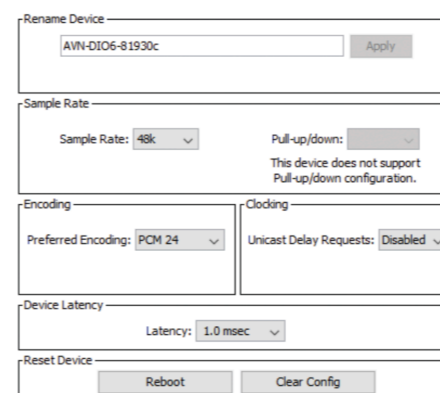 Rename Device
AVN-DIO6-81930c
Apply
Sample Rate
Sample Rate: 48k
Pull-up/down:
This device does not support
Pull-up/down configuration.
Encoding
Clocking
Preferred Encoding: PCM 24
Unicast Delay Requests: Disabled
Device Latency
Latency: 1.0 msec
Reset Device
Reboot
Clear Config